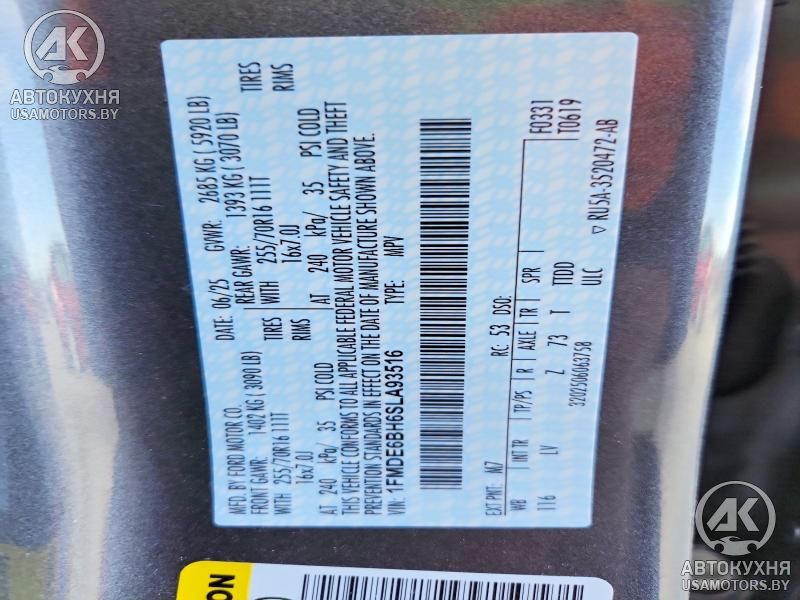 MFD. BY FORD MOTOR CO. DATE: 06/25 GVWR: 2685 KG ( 5920 LB)
FRONT GAWR: 1402 KG ( 3090 LB) REAR GAWR: 1393 KG ( 3070 LB)
WITH 255/70R16 111T TIRES WITH 255/70R16 111T TIRES
16x7.0J RIMS 16x7.0J RIMS
AT 240 kPa/ 35 PSI COLD AT 240 kPa/ 35 PSI COLD
THIS VEHICLE CONFORMS TO ALL APPLICABLE FEDERAL MOTOR VEHICLE SAFETY AND THEFT
PREVENTION STANDARDS IN EFFECT ON THE DATE OF MANUFACTURE SHOWN ABOVE.
VIN: 1FMDE6BH6SLA93516 TYPE: MPV
F0331
T0619
EXT PNT: M7 RC: 53 DSO:
WB INT TR TP/PS R AXLE TR SPR
116 LV Z 73 T TTDD
ULC
3202506063758
▽ RU5A-3520472-AB
ION
AK
АВТОКУХНЯ
USAMOTORS.BY
AK
АВТОКУХНЯ
USAMOTORS.BY